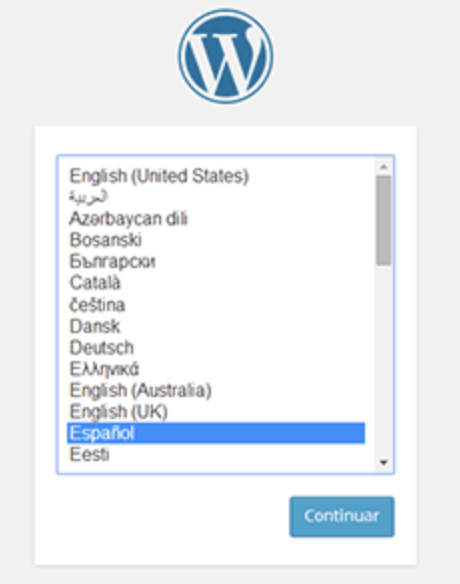 English (United States)
العربية
Azərbaycan dili
Bosanski
Български
Català
čeština
Dansk
Deutsch
Ελληνικά
English (Australia)
English (UK)
Español
Eesti
Continuar